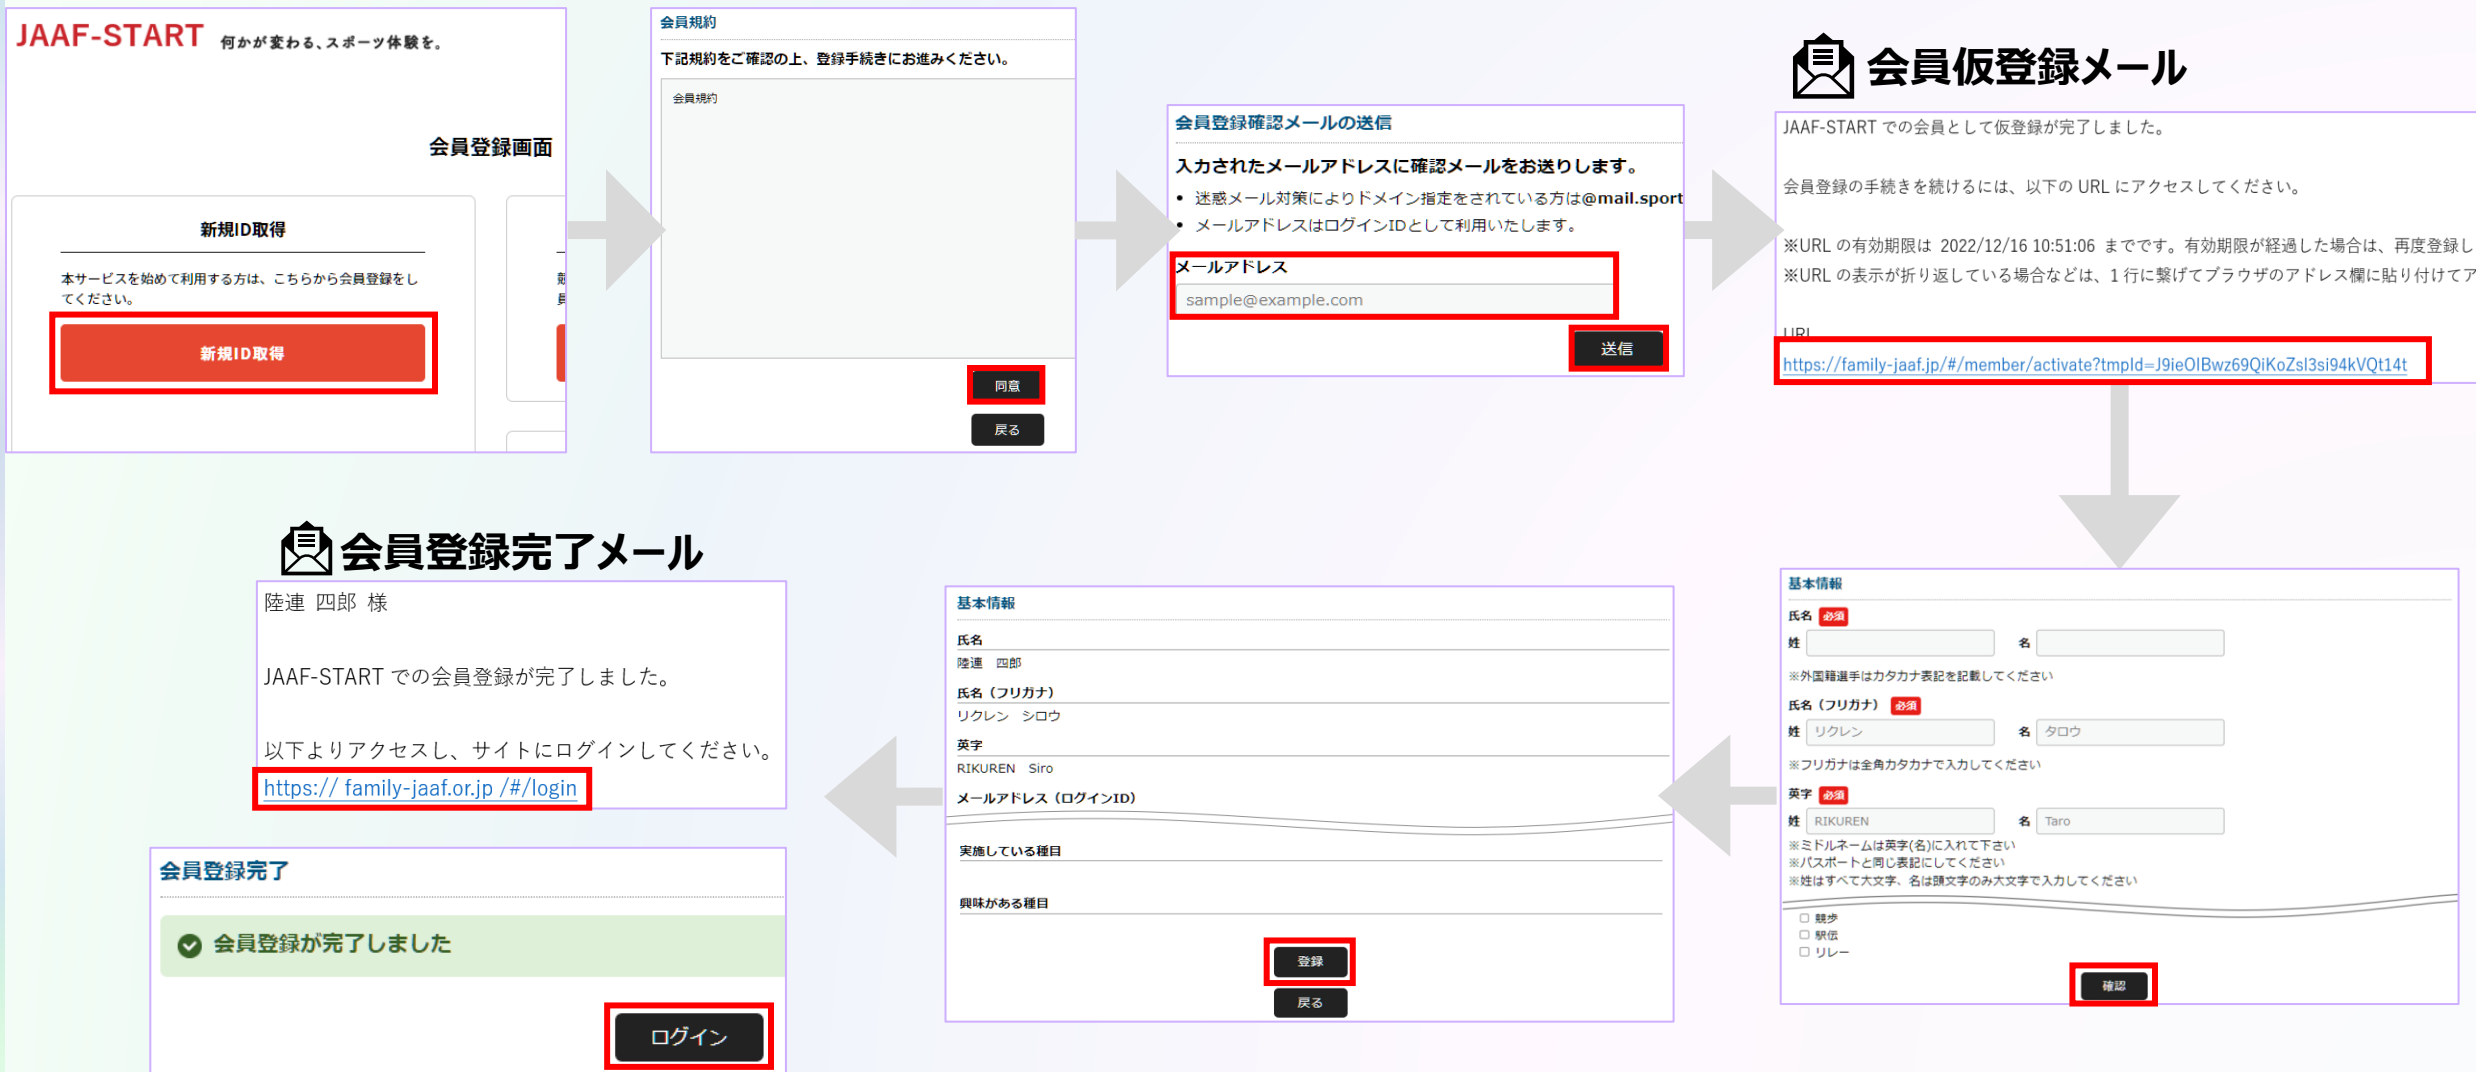 JAAF-START 何かが変わる、スポーツ体験を。
会員登録画面
新規ID取得
本サービスを始めて利用する方は、こちらから会員登録をし
てください。
新規ID取得
会員規約
下記規約をご確認の上、登録手続きにお進みください。
会員規約
同意
戻る
会員登録確認メールの送信
入力されたメールアドレスに確認メールをお送りします。
• 迷惑メール対策によりドメイン指定をされている方は@mail.sport
• メールアドレスはログインIDとして利用いたします。
メールアドレス
sample@example.com
送信
会員仮登録メール
JAAF-START での会員として仮登録が完了しました。
会員登録の手続きを続けるには、以下の URL にアクセスしてください。
※URL の有効期限は 2022/12/16 10:51:06 までです。有効期限が経過した場合は、再度登録し
※URL の表示が折り返している場合などは、1 行に繋げてブラウザのアドレス欄に貼り付けてア
URL
https://family-jaaf.jp/#/member/activate?tmpId=J9ieOIBwz69QiKoZsl3si94kVQt14t
基本情報
氏名 必須
姓 名
※外国籍選手はカタカナ表記を記載してください
氏名（フリガナ） 必須
姓 リクレン 名 タロウ
※フリガナは全角カタカナで入力してください
英字 必須
姓 RIKUREN 名 Taro
※ミドルネームは英字(名)に入れて下さい
※パスポートと同じ表記にしてください
※姓はすべて大文字、名は頭文字のみ大文字で入力してください
競歩
駅伝
リレー
確認
基本情報
氏名
陸連 四郎
氏名（フリガナ）
リクレン シロウ
英字
RIKUREN Siro
メールアドレス（ログインID）
実施している種目
興味がある種目
登録
戻る
会員登録完了メール
陸連 四郎 様
JAAF-START での会員登録が完了しました。
以下よりアクセスし、サイトにログインしてください。
https:// family-jaaf.or.jp /#/login
会員登録完了
会員登録が完了しました
ログイン